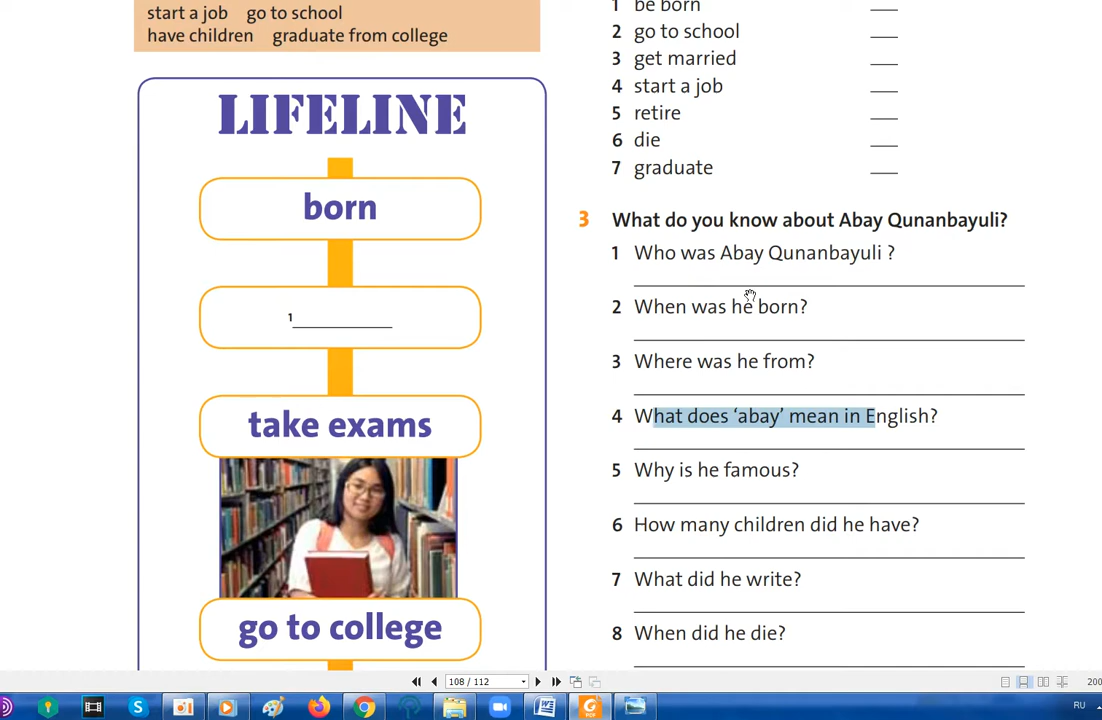 start a job go to school
have children graduate from college
LIFELINE
born
1
take exams
go to college
1 be born
2 go to school
3 get married
4 start a job
5 retire
6 die
7 graduate
3 What do you know about Abay Qunanbayuli?
1 Who was Abay Qunanbayuli ?
2 When was he born?
3 Where was he from?
4 What does ‘abay’ mean in English?
5 Why is he famous?
6 How many children did he have?
7 What did he write?
8 When did he die?
108 / 112
200
RU